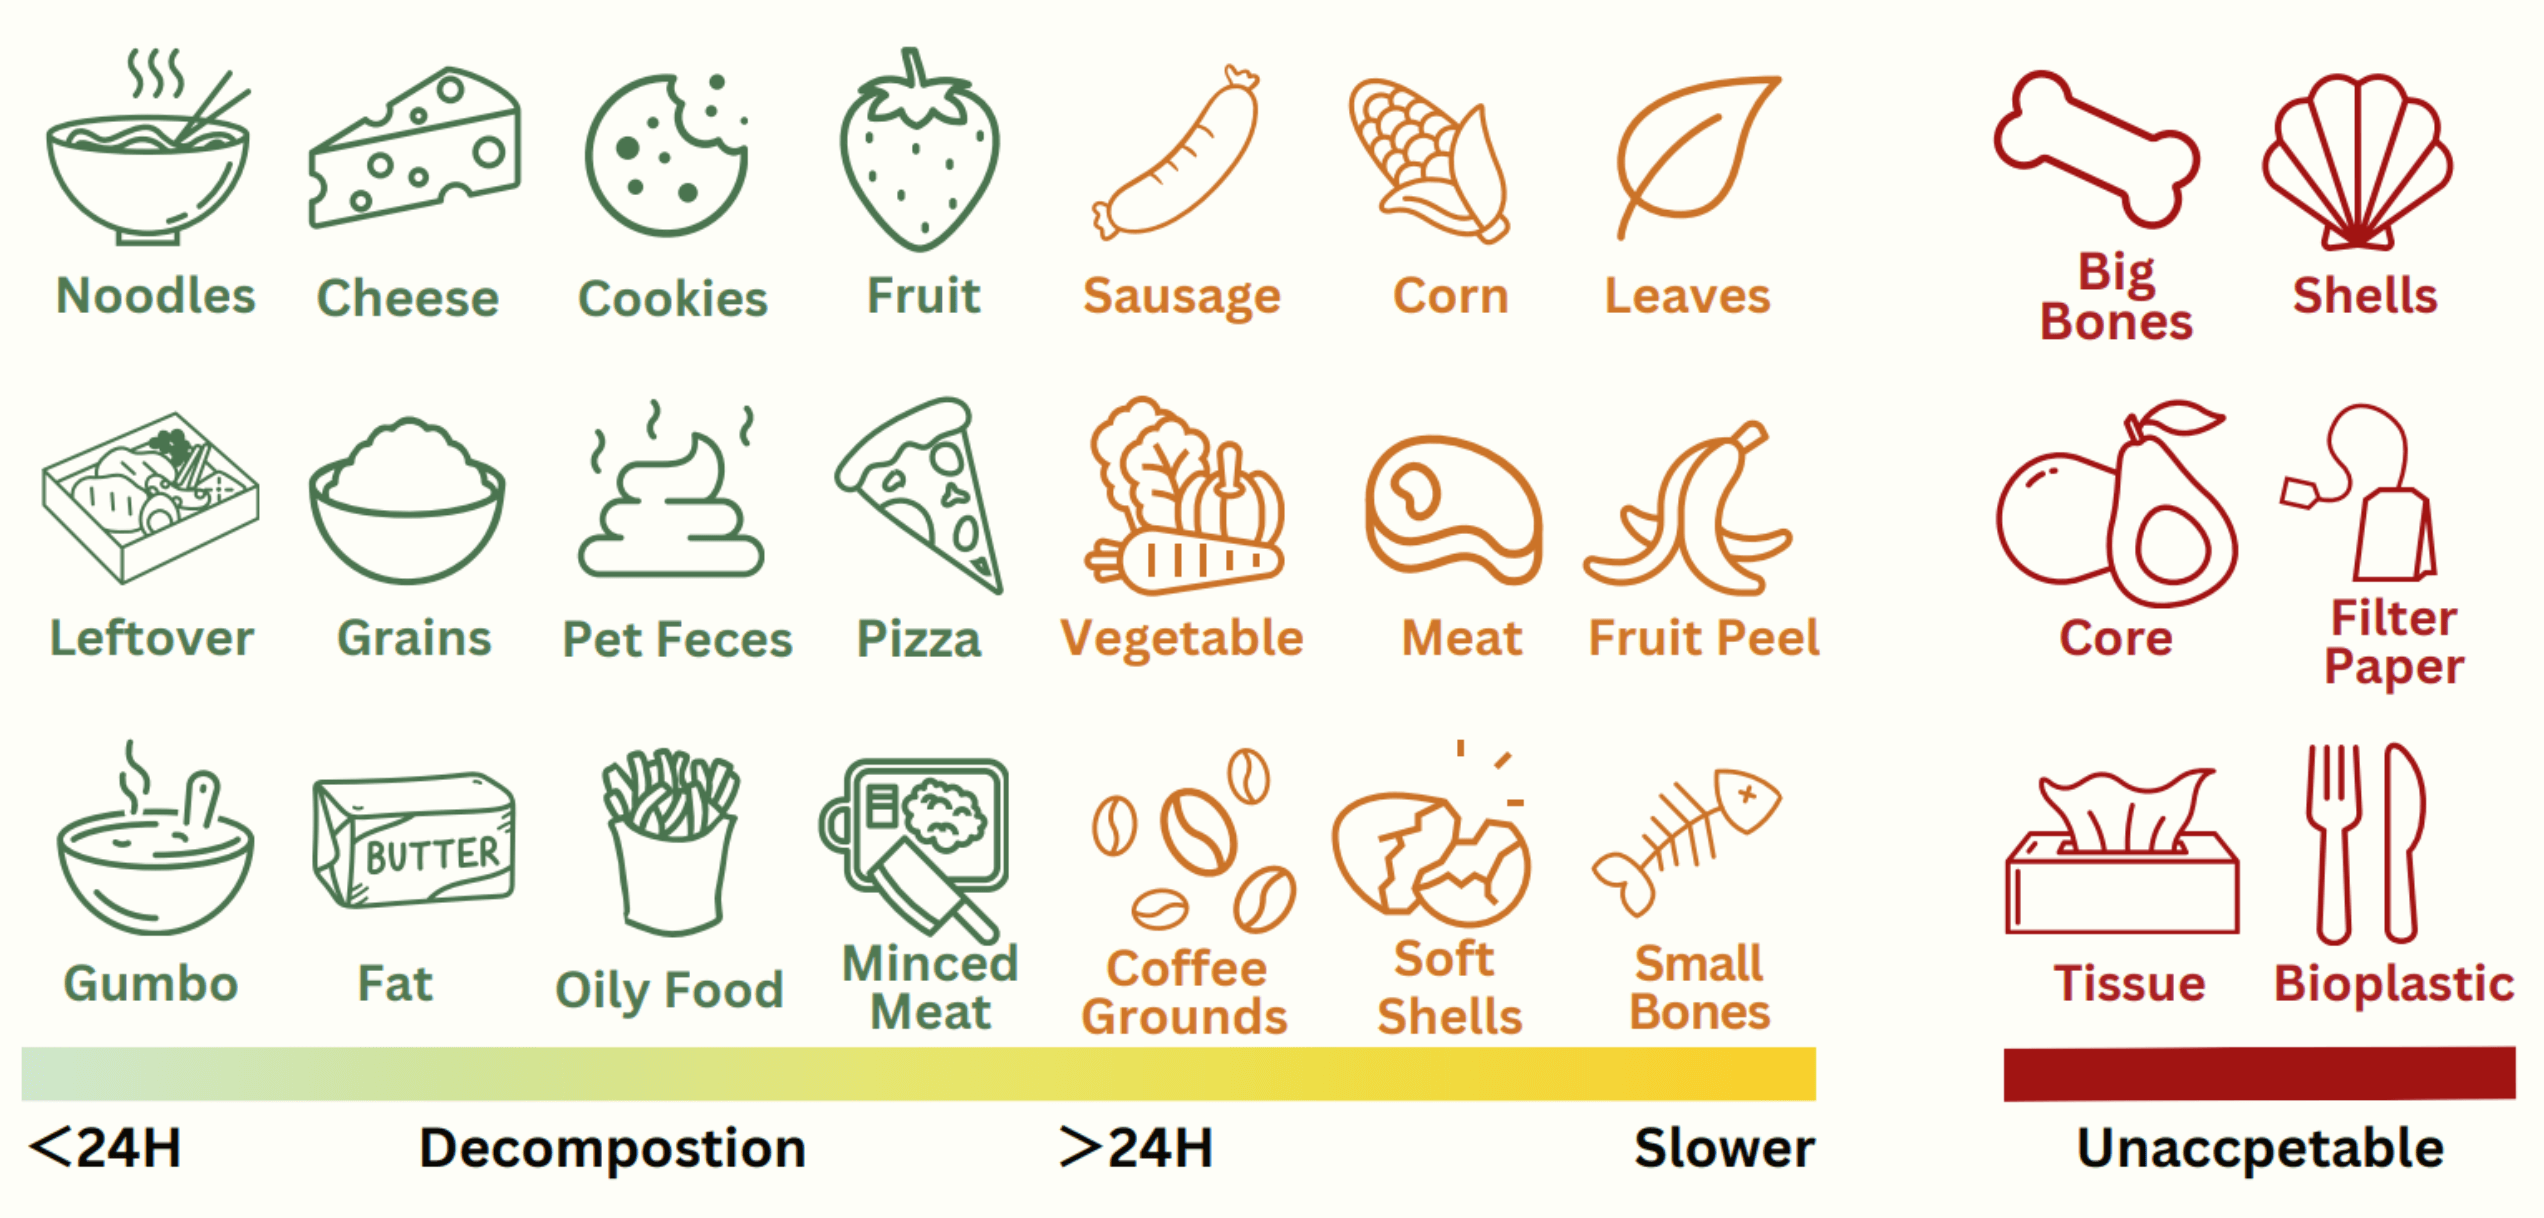 Noodles Cheese Cookies Fruit Sausage Corn Leaves Big Bones Shells
Leftover Grains Pet Feces Pizza Vegetable Meat Fruit Peel Core Filter Paper
BUTTER
Gumbo Fat Oily Food Minced Meat Coffee Grounds Soft Shells Small Bones Tissue Bioplastic
<24H Decompostion >24H Slower Unaccpetable